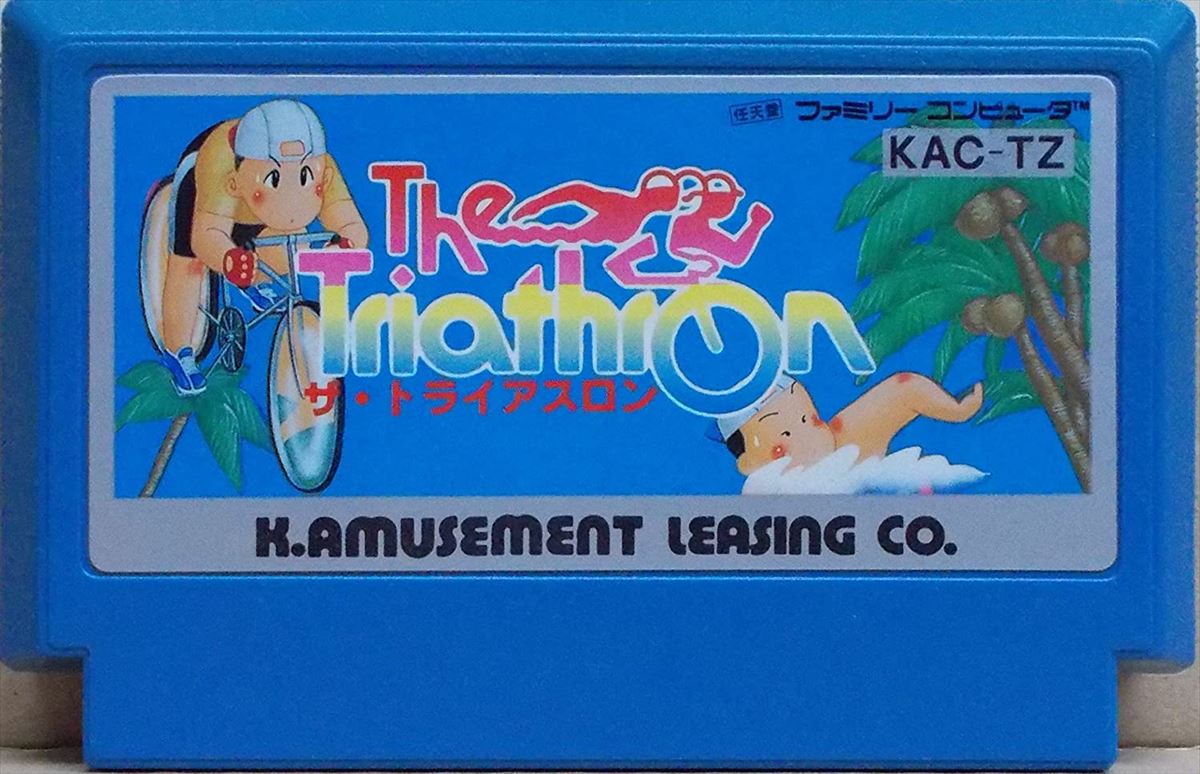 任天堂 ファミリーコンピュータ™
KAC-TZ
The
Triathron
ザ・トライアスロン
K.AMUSEMENT LEASING CO.